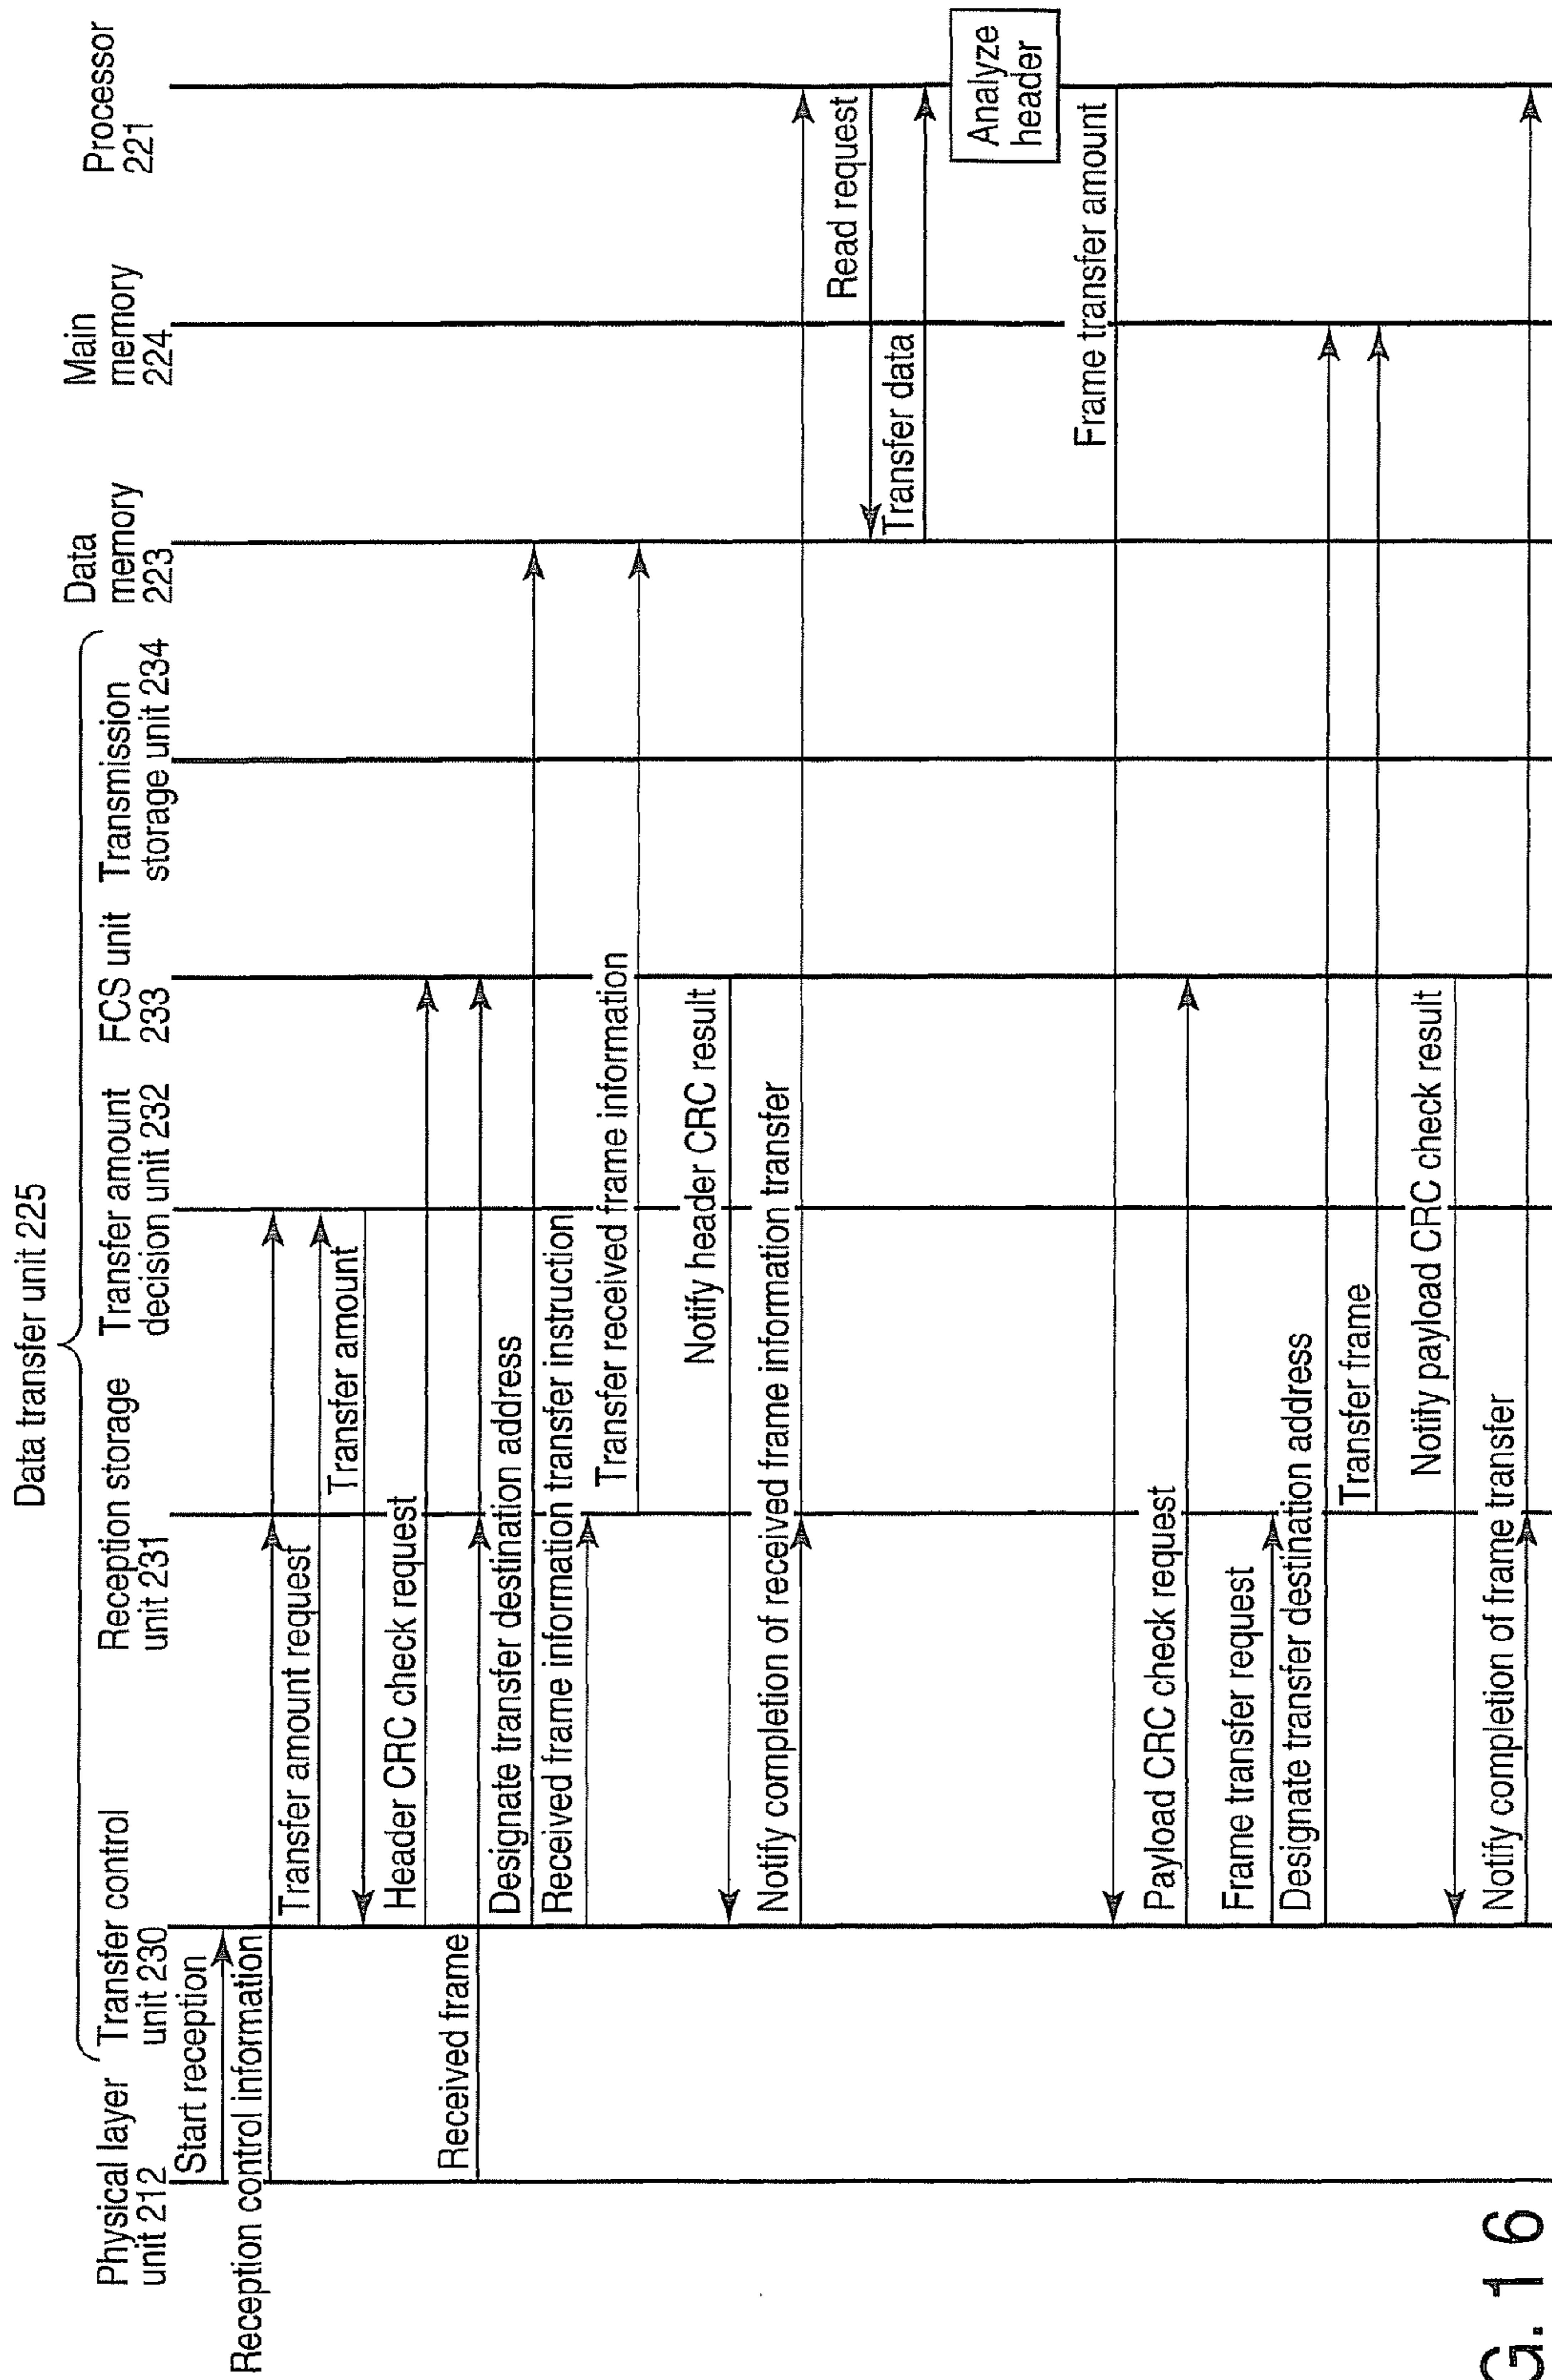 Data transfer unit 225
Physical layer
unit 212
Transfer control
unit 230
Reception storage
unit 231
Transfer amount
decision unit 232
FCS unit
233
Transmission
storage unit 234
Data
memory
223
Main
memory
224
Processor
221
Start reception
Reception control information
Reception control information
Transfer amount request
Transfer amount
Header CRC check request
Received frame
Designate transfer destination address
Received frame information transfer instruction
Transfer received frame information
Notify header CRC result
Notify completion of received frame information transfer
Read request
Transfer data
Analyze
header
Frame transfer amount
Payload CRC check request
Frame transfer request
Designate transfer destination address
Transfer frame
Notify payload CRC check result
Notify completion of frame transfer
G. 16